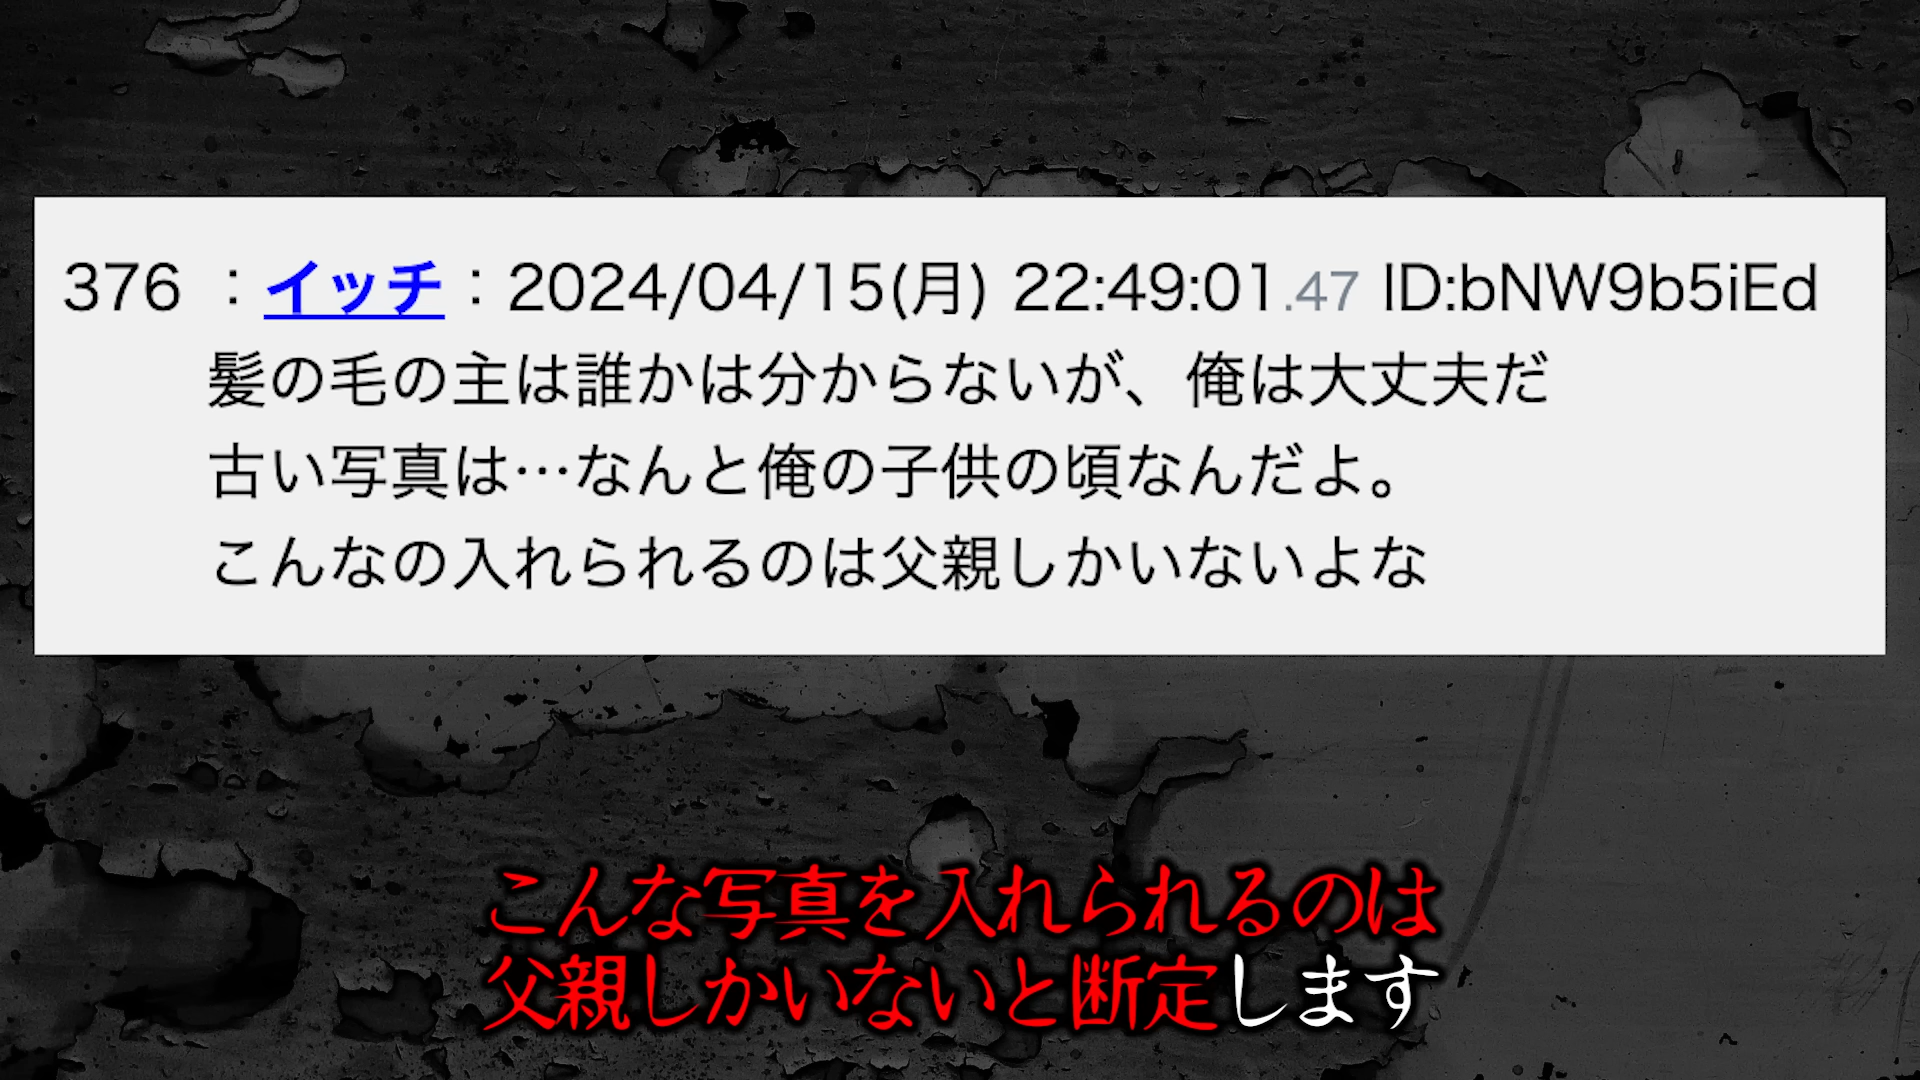 376 ：イッチ：2024/04/15(月) 22:49:01.47 ID:bNW9b5iEd
髪の毛の主は誰かは分からないが、俺は大丈夫だ
古い写真は…なんと俺の子供の頃なんだよ。
こんなの入れられるのは父親しかいないよな
こんな写真を入れられるのは
父親しかいないと断定します